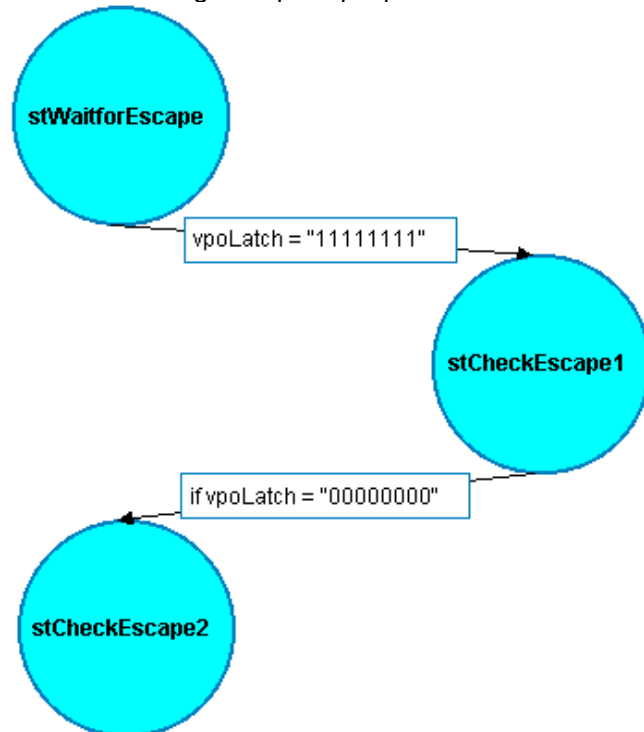 stWaitforEscape
vpoLatch = "11111111"
stCheckEscape1
if vpoLatch = "00000000"
stCheckEscape2